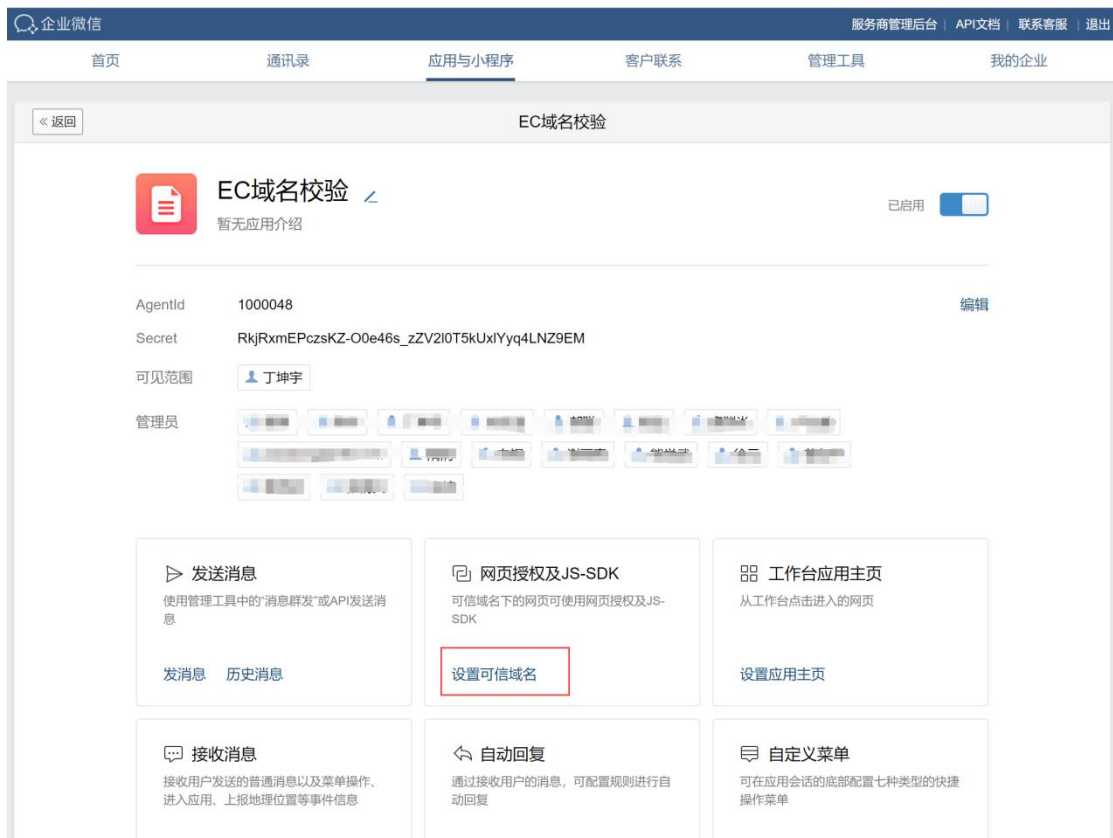 企业微信
服务商管理后台 | API文档 | 联系客服 | 退出
首页 通讯录 应用与小程序 客户联系 管理工具 我的企业
« 返回
EC域名校验
EC域名校验
暂无应用介绍
已启用
AgentId 1000048 编辑
Secret RkjRxmEPczsKZ-O0e46s_zZV2l0T5kUxlYyq4LNZ9EM
可见范围 丁坤宇
管理员
发送消息
使用管理工具中的“消息群发”或API发送消
息
发消息 历史消息
网页授权及JS-SDK
可信域名下的网页可使用网页授权及JS-
SDK
设置可信域名
工作台应用主页
从工作台点击进入的网页
设置应用主页
接收消息
接收用户发送的普通消息以及菜单操作、
进入应用、上报地理位置等事件信息
自动回复
通过接收用户的消息，可配置规则进行自
动回复
自定义菜单
可在应用会话的底部配置七种类型的快捷
操作菜单